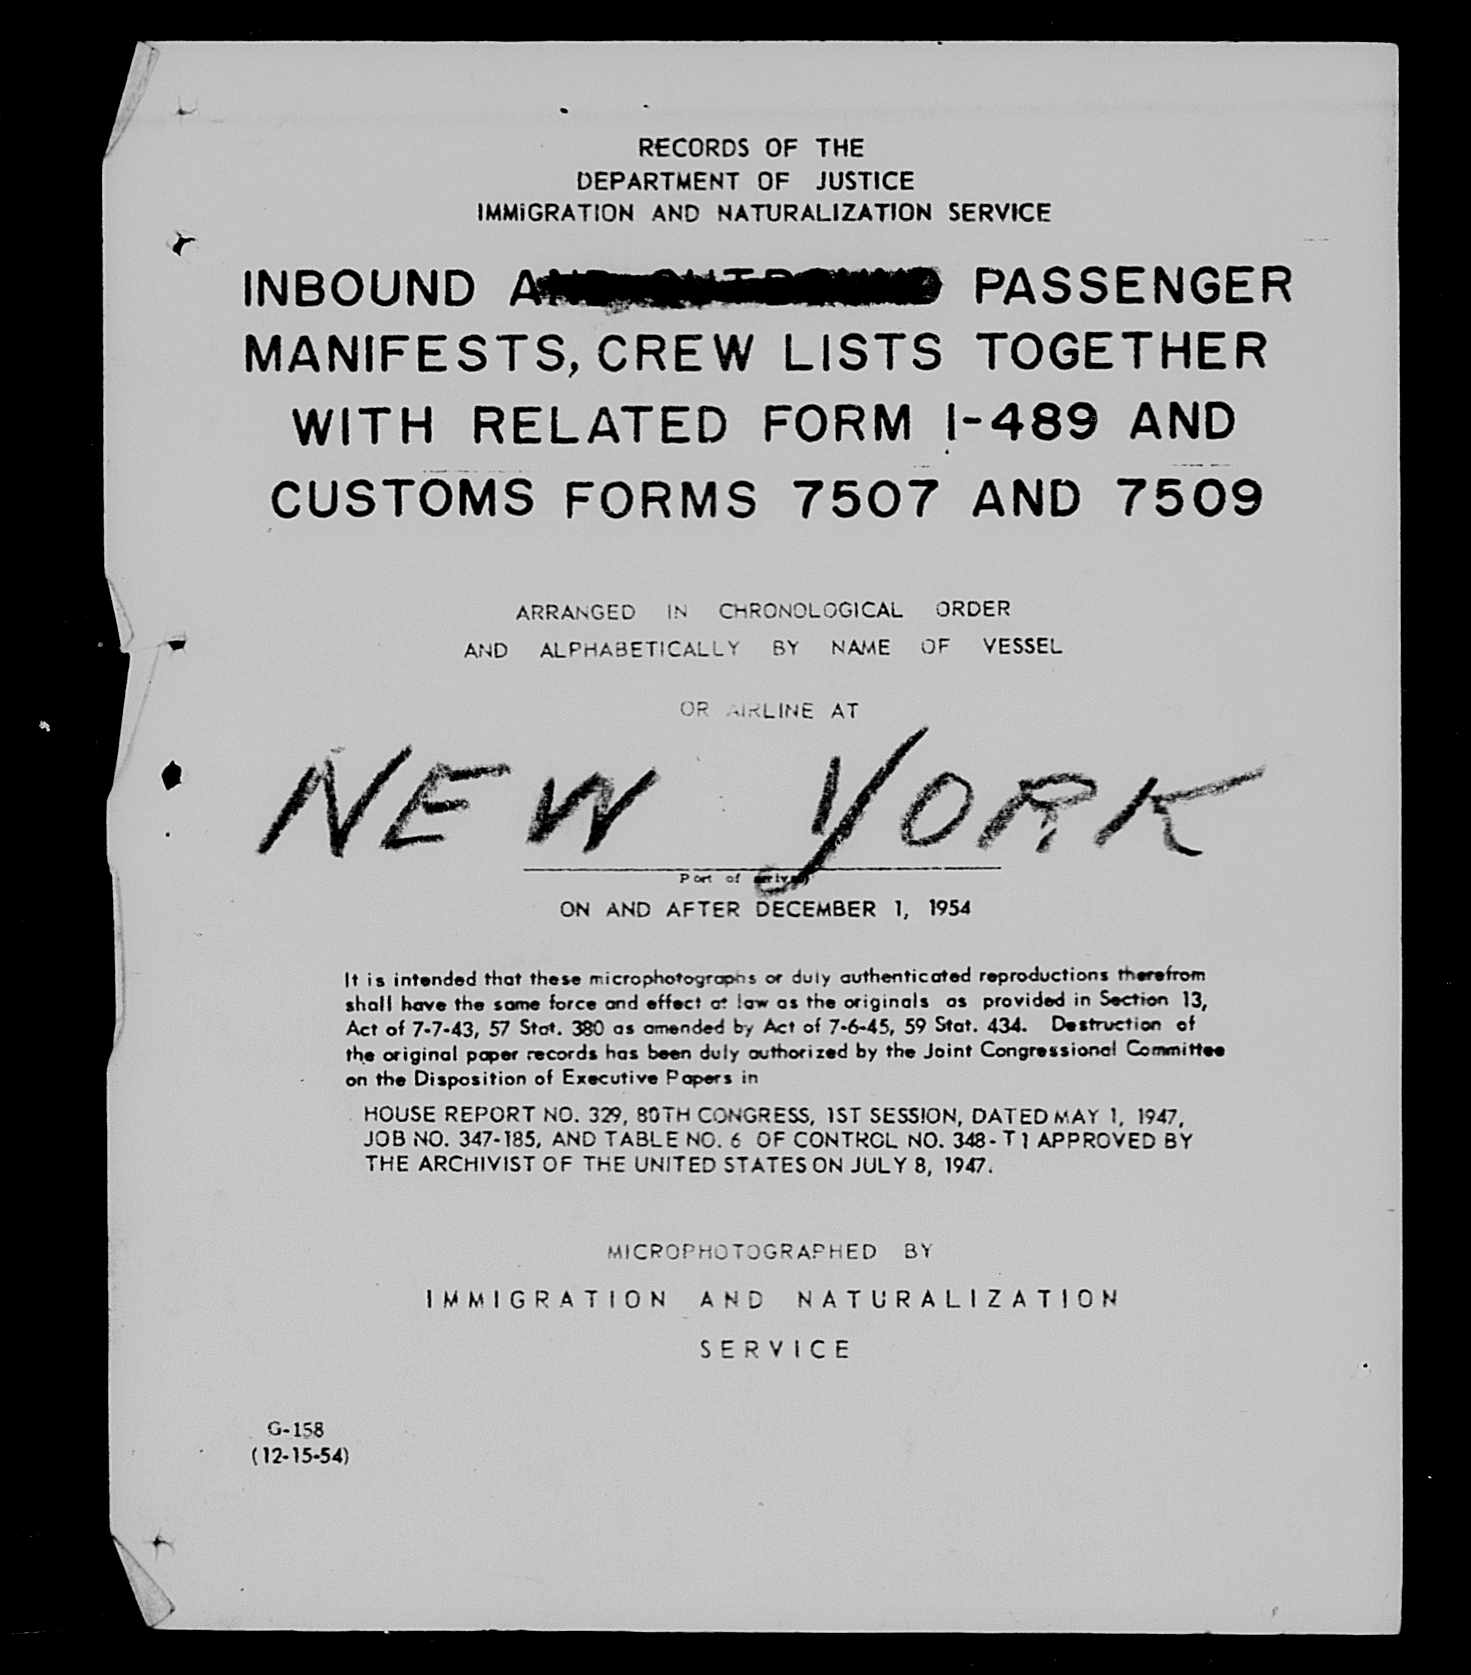 RECORDS OF THE
DEPARTMENT OF JUSTICE
IMMIGRATION AND NATURALIZATION SERVICE
INBOUND AND OUTBOUND PASSENGER
MANIFESTS, CREW LISTS TOGETHER
WITH RELATED FORM I-489 AND
CUSTOMS FORMS 7507 AND 7509
ARRANGED IN CHRONOLOGICAL ORDER
AND ALPHABETICALLY BY NAME OF VESSEL
OR AIRLINE AT
NEW YORK
Port of arrival
ON AND AFTER DECEMBER 1, 1954
It is intended that these microphotographs or duly authenticated reproductions therefrom
shall have the same force and effect at law as the originals as provided in Section 13,
Act of 7-7-43, 57 Stat. 380 as amended by Act of 7-6-45, 59 Stat. 434. Destruction of
the original paper records has been duly authorized by the Joint Congressional Committee
on the Disposition of Executive Papers in
HOUSE REPORT NO. 329, 80TH CONGRESS, 1ST SESSION, DATED MAY 1, 1947,
JOB NO. 347-185, AND TABLE NO. 6 OF CONTROL NO. 348-T1 APPROVED BY
THE ARCHIVIST OF THE UNITED STATES ON JULY 8, 1947.
MICROPHOTOGRAPHED BY
IMMIGRATION AND NATURALIZATION
SERVICE
G-158
(12-15-54)